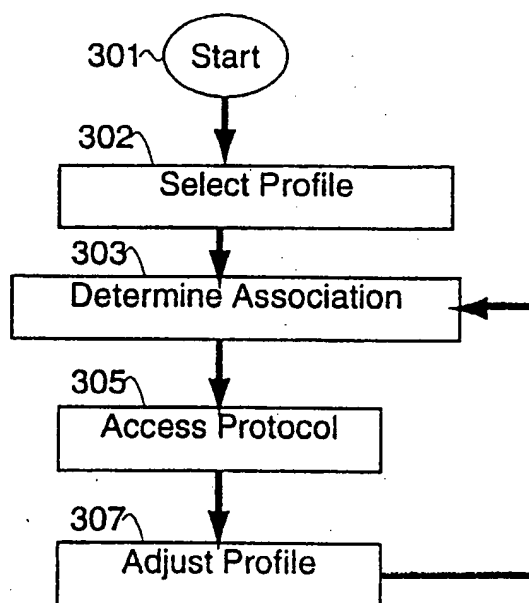 301 Start
302
Select Profile
303
Determine Association
305
Access Protocol
307
Adjust Profile